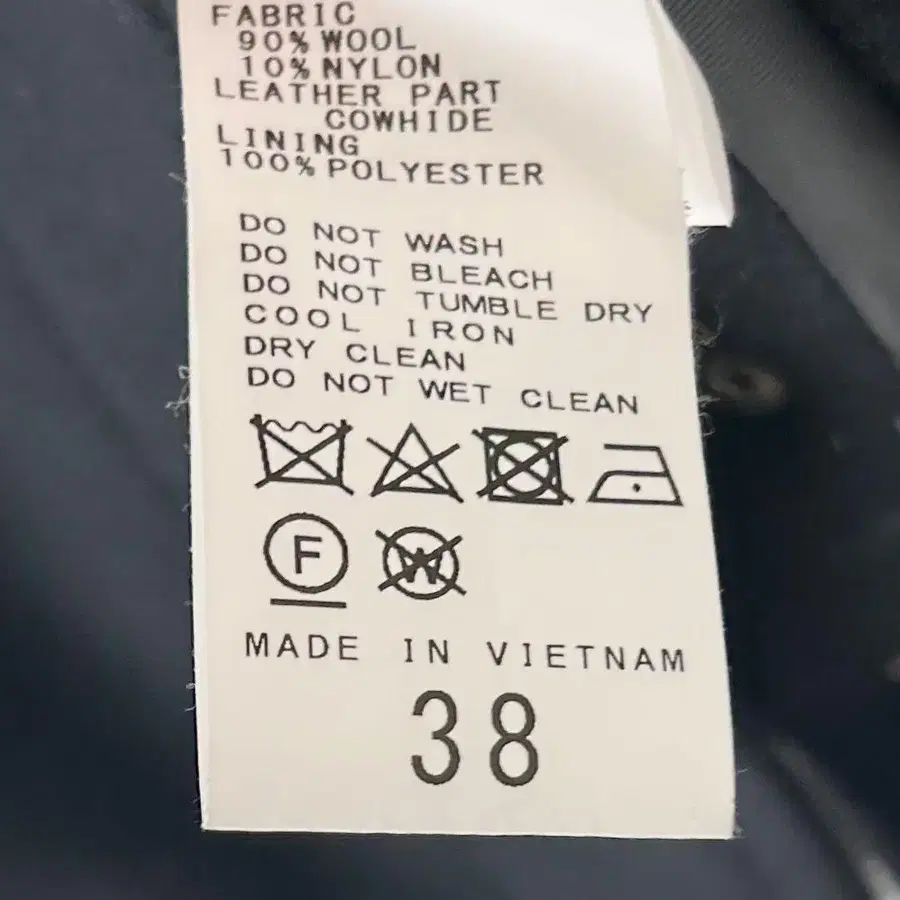 FABRIC
90% WOOL
10% NYLON
LEATHER PART
COWHIDE
LINING
100% POLYESTER
DO NOT WASH
DO NOT BLEACH
DO NOT TUMBLE DRY
COOL IRON
DRY CLEAN
DO NOT WET CLEAN
F W
MADE IN VIETNAM
38